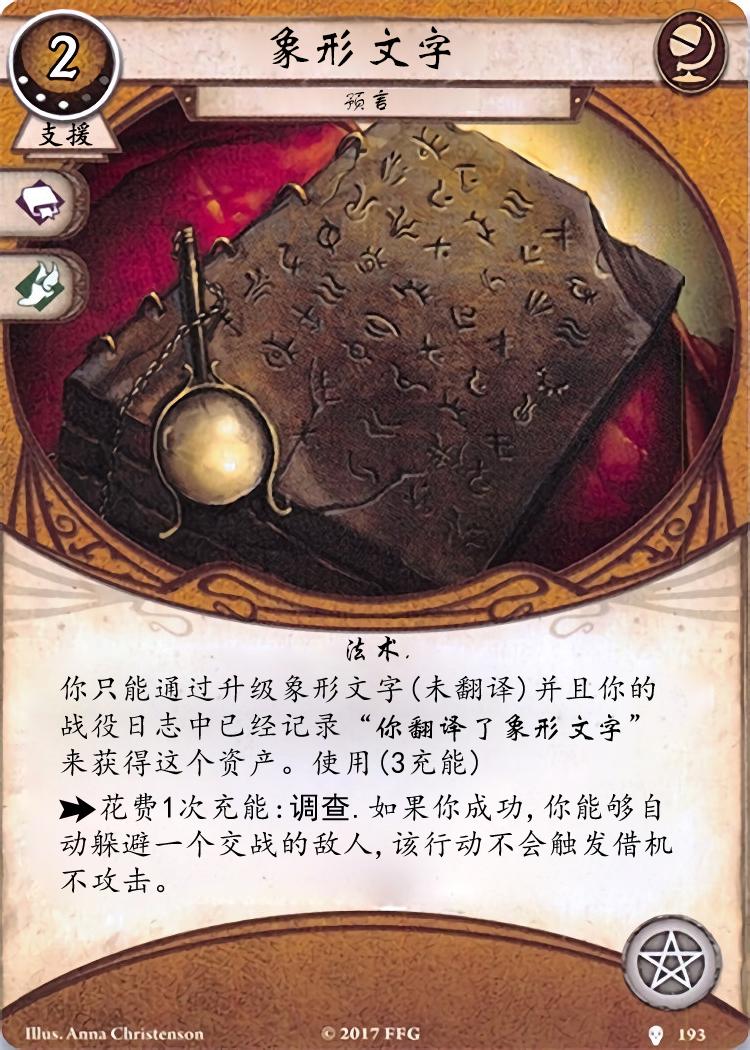 2
象形文字
预言
支援
法术.
你只能通过升级象形文字(未翻译)并且你的
战役日志中已经记录“你翻译了象形文字”
来获得这个资产。使用(3充能)
花费1次充能:调查.如果你成功,你能够自
动躲避一个交战的敌人,该行动不会触发借机
不攻击。
Illus. Anna Christenson
© 2017 FFG
193